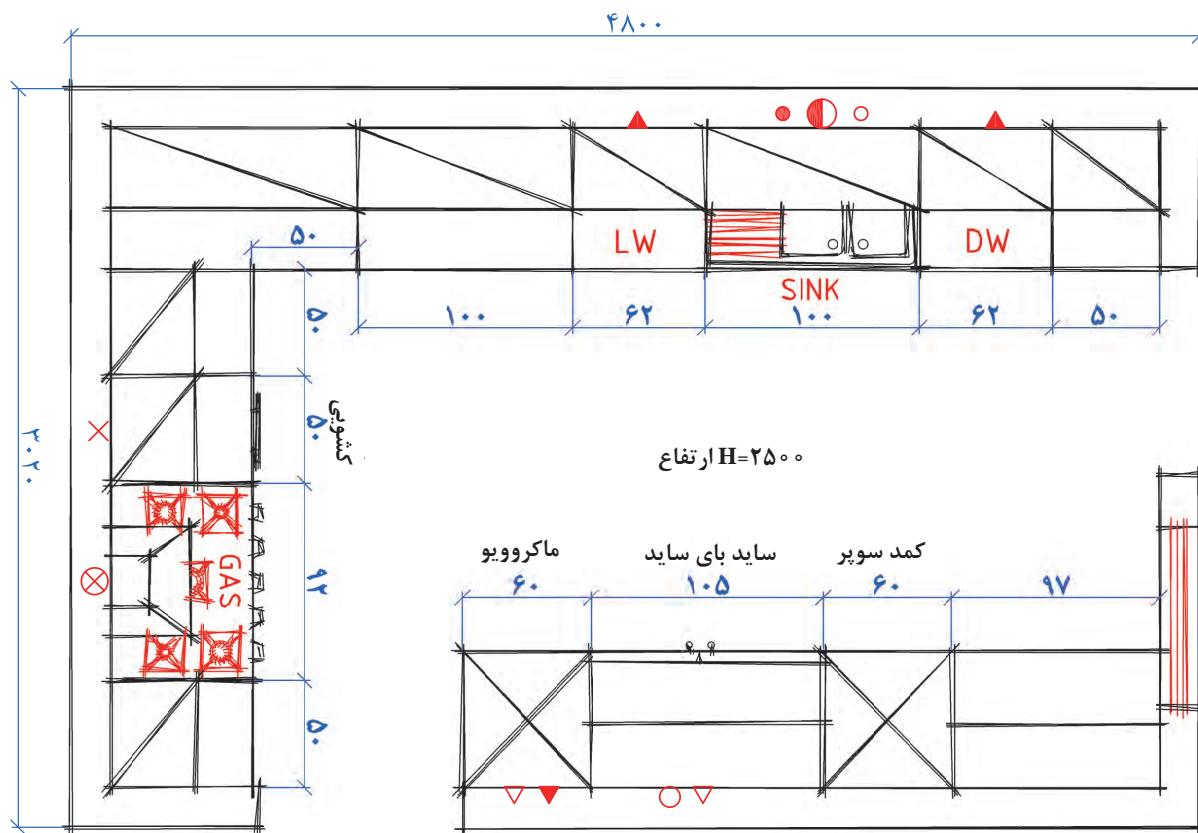 ۴۸۰۰
۳۰۲۰
LW
SINK
DW
۵۰
۱۰۰
۶۲
۱۰۰
۶۲
۵۰
۵۰
۵۰
۹۲
۵۰
کشویی
GAS
ارتفاع H=۲۵۰۰
ماکروویو
ساید بای ساید
کمد سوپر
۶۰
۱۰۵
۶۰
۹۷